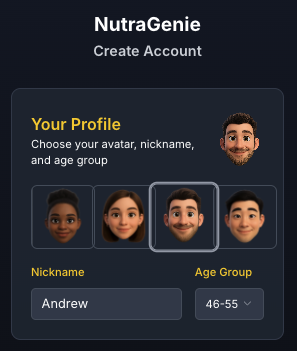 NutraGenie
Create Account
Your Profile
Choose your avatar, nickname,
and age group
Nickname
Age Group
Andrew
46-55